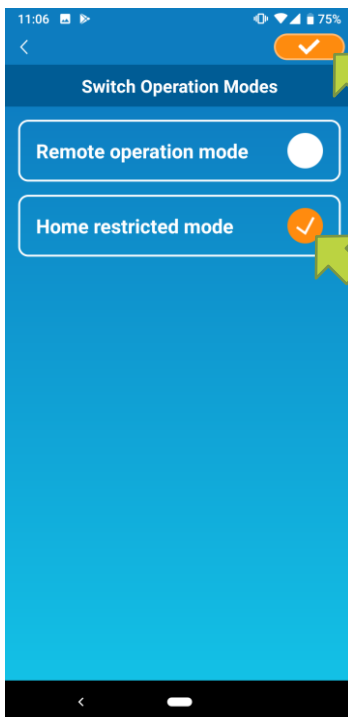 11:06 75%
Switch Operation Modes
Remote operation mode
Home restricted mode